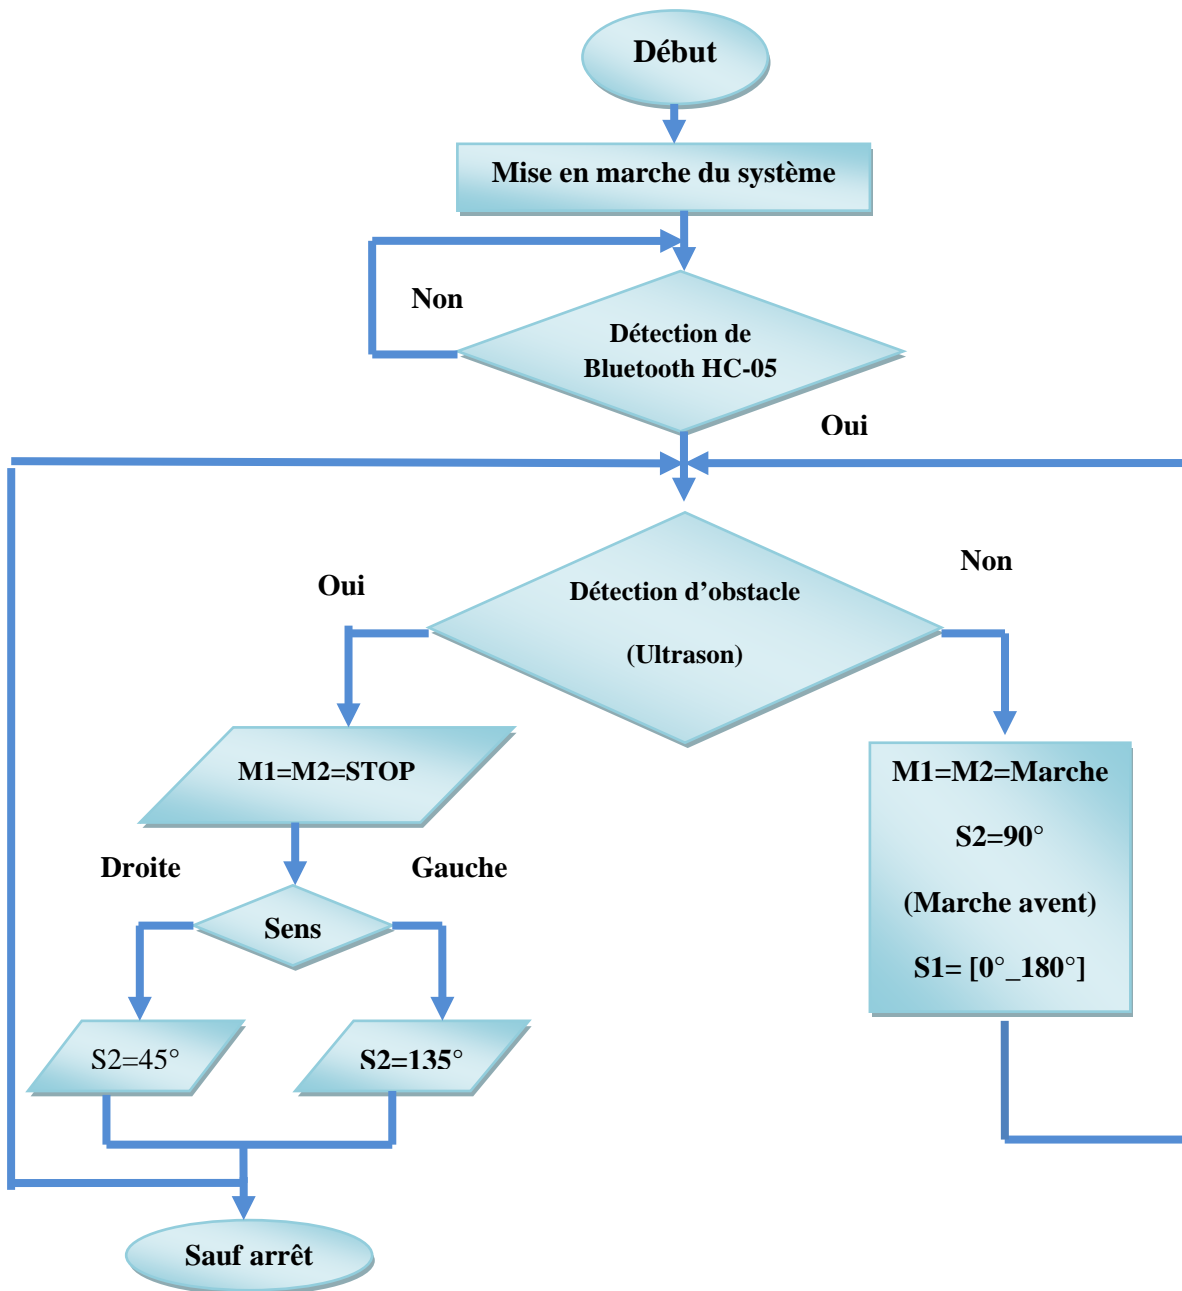 Début
Mise en marche du système
Non
Détection de
Bluetooth HC-05
Oui
Non
Oui
Détection d’obstacle
(Ultrason)
M1=M2=STOP
M1=M2=Marche
S2=90°
(Marche avent)
S1= [0°_180°]
Droite
Gauche
Sens
S2=45°
S2=135°
Sauf arrêt